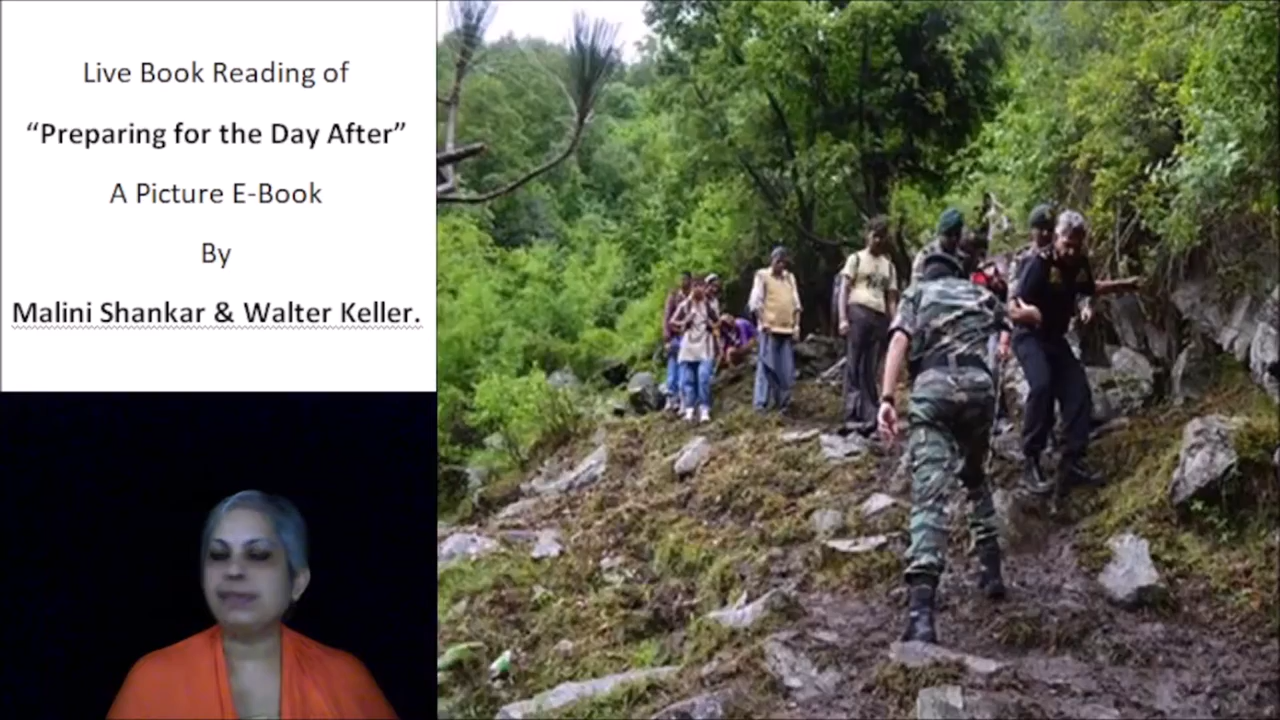 Live Book Reading of
“Preparing for the Day After”
A Picture E-Book
By
Malini Shankar & Walter Keller.